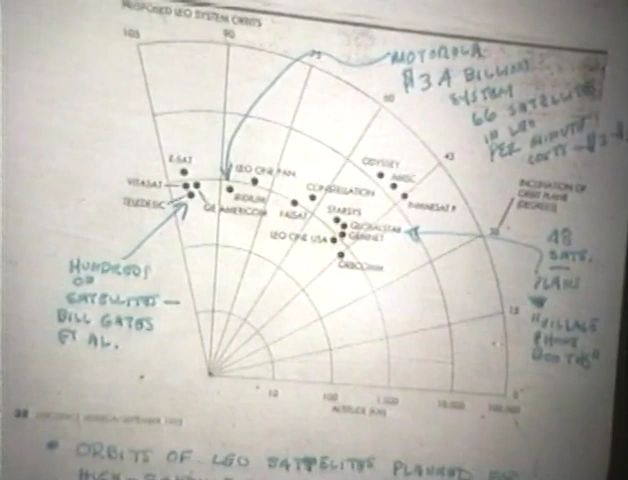 PROPOSED LEO SYSTEM ORBITS
105
90
75
60
45
30
15
0
MOTOROLA
$3.4 BILLION
SYSTEM
66 SATELLITES
IN LEO
PER MINUTE
COSTS
INCLINATION OF
ORBIT PLANE
(DEGREES)
E-SAT
VITASAT
TELEDESIC
GE AMERICOM
LEO ONE PAN
IRIDIUM
FAISAT
CONSTELLATION
STARSYS
GLOBALSTAR
GEMNET
LEO ONE USA
ORBCOMM
ODYSSEY
AMSC
INMARSAT P
48
SATS.
PLANS
"VILLAGE
PHONE
BOOTHS"
HUNDREDS
OF
SATELLITES —
BILL GATES
ET AL.
10
100
1,000
10,000
100,000
ALTITUDE (KM)
38
• ORBITS OF LEO SATELLITES PLANNED FOR